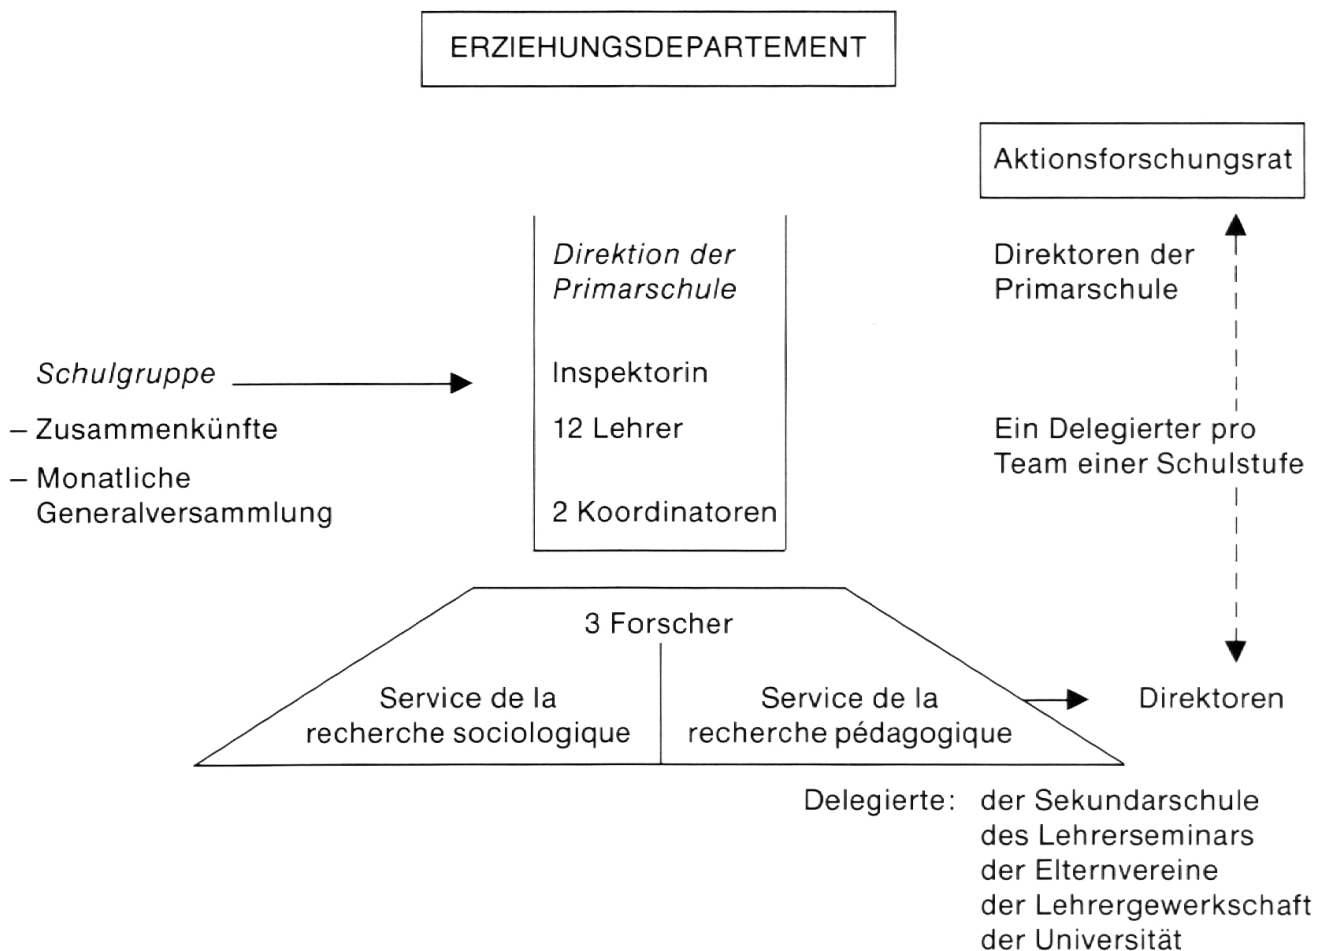 ERZIEHUNGSDEPARTEMENT
Aktionsforschungsrat
Direktion der
Primarschule
Direktoren der
Primarschule
Schulgruppe
Inspektorin
– Zusammenkünfte
12 Lehrer
Ein Delegierter pro
Team einer Schulstufe
– Monatliche
Generalversammlung
2 Koordinatoren
3 Forscher
Service de la
recherche sociologique
Service de la
recherche pédagogique
Direktoren
Delegierte: der Sekundarschule
des Lehrerseminars
der Elternvereine
der Lehrergewerkschaft
der Universität